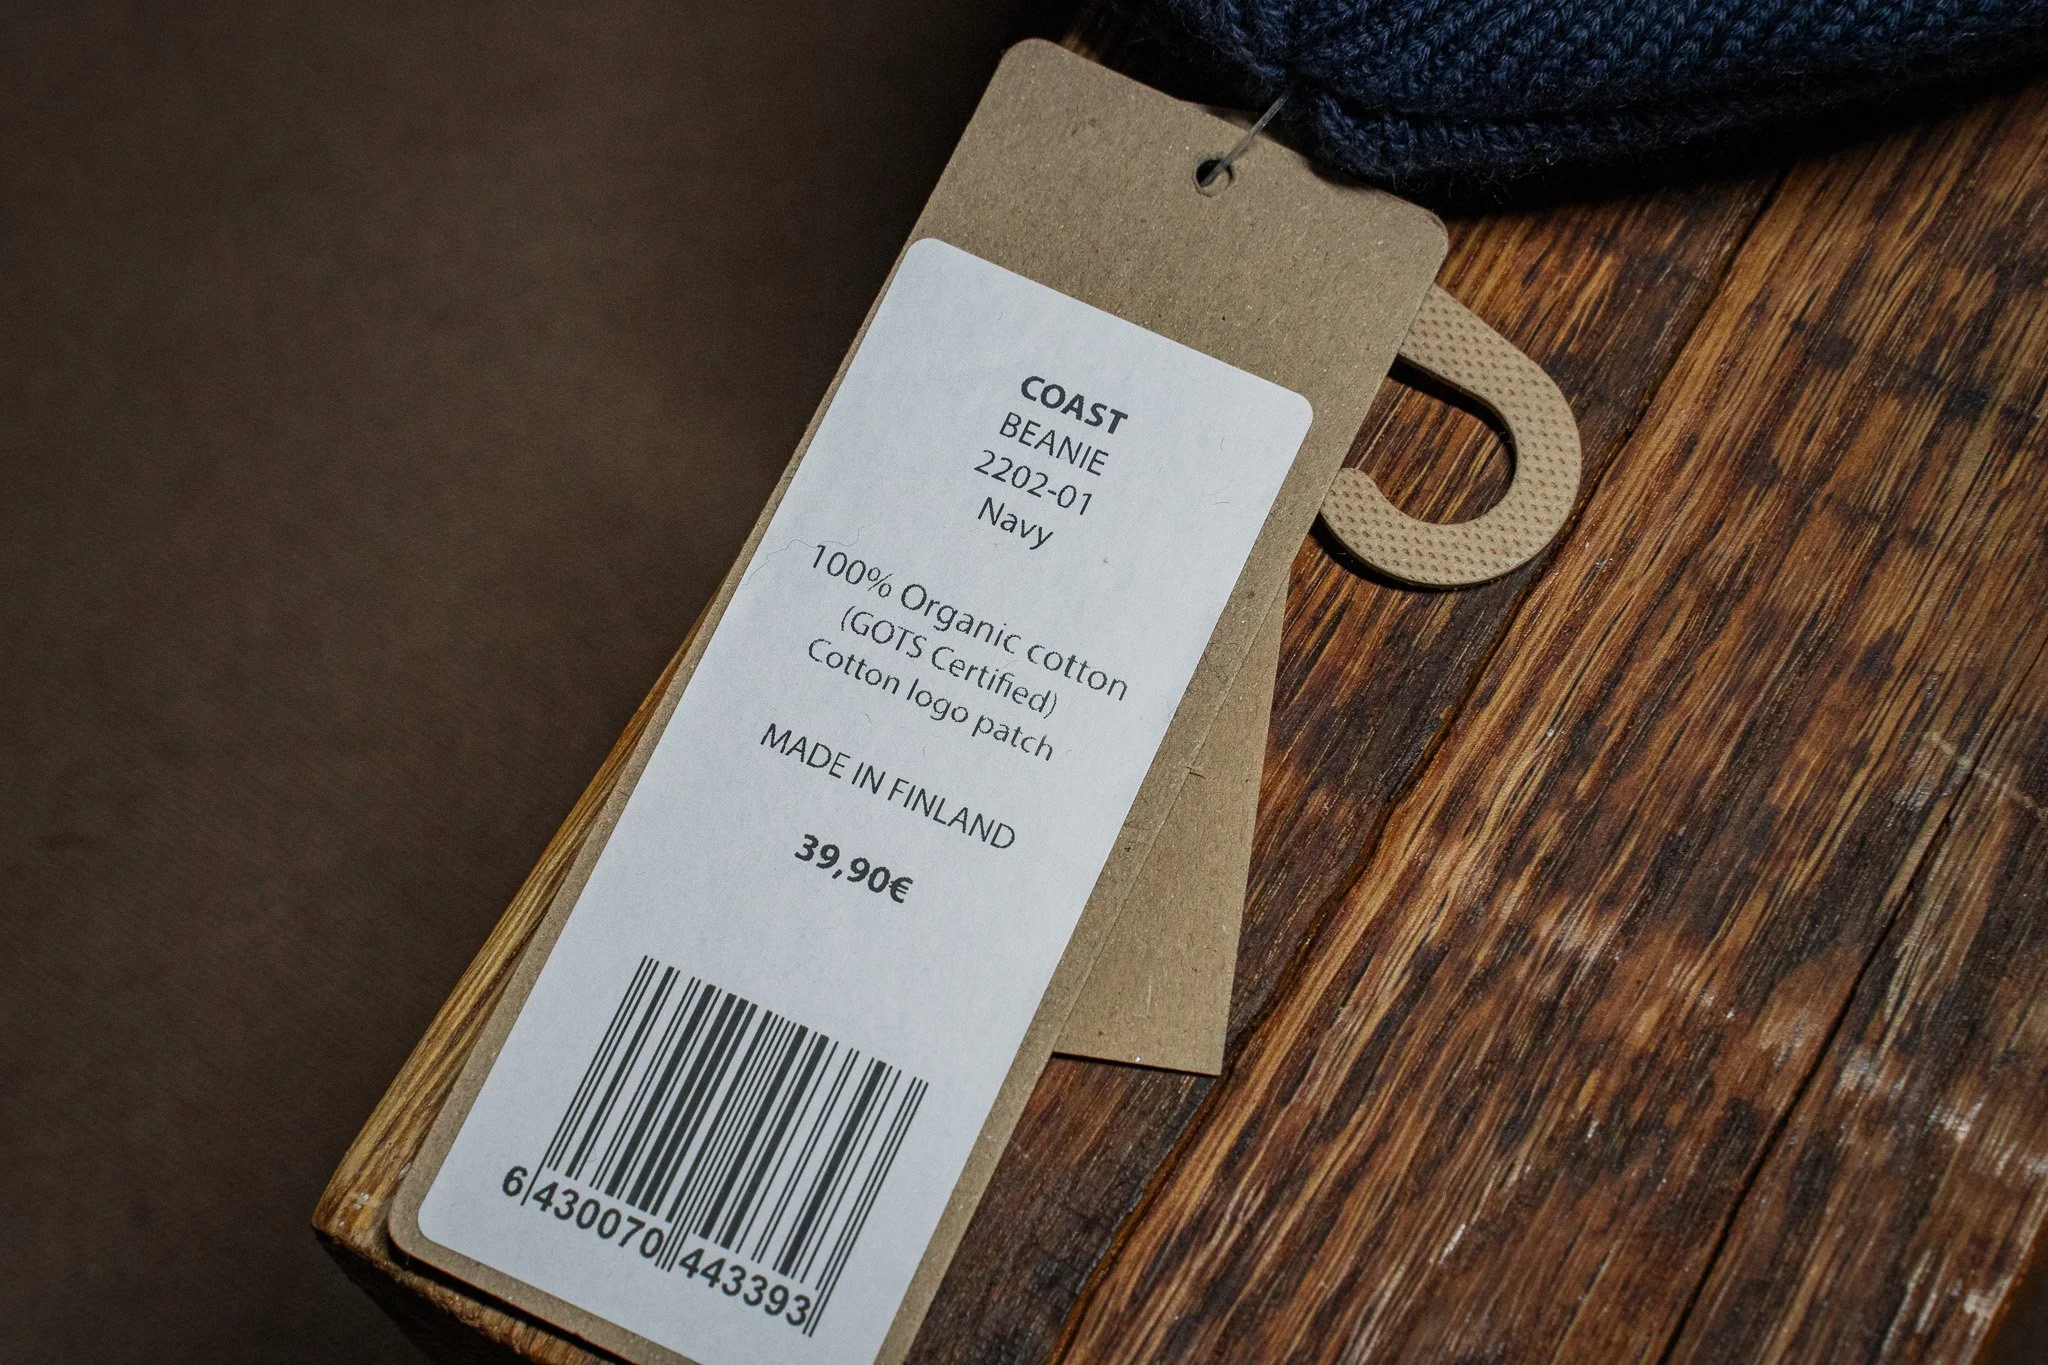 COAST
BEANIE
2202-01
Navy
100% Organic cotton
(GOTS Certified)
Cotton logo patch
MADE IN FINLAND
39,90€
6 430070 443393